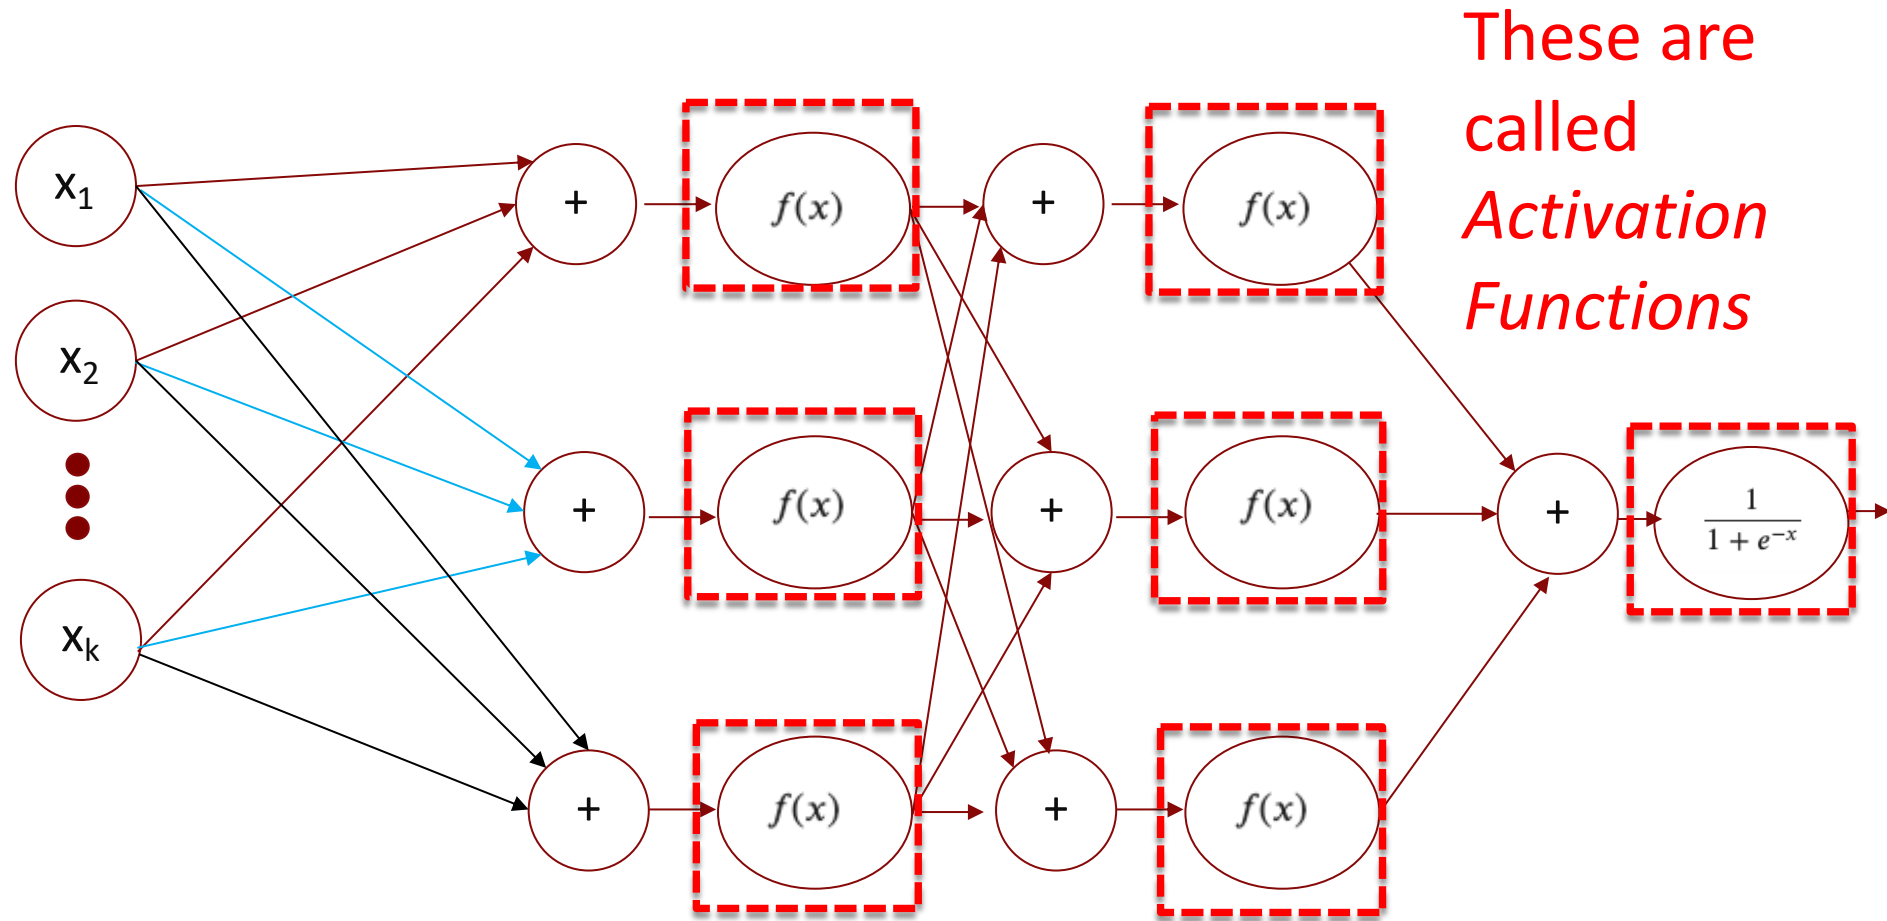 These are
called
Activation
Functions
x₁
+
f(x)
+
f(x)
x₂
+
f(x)
+
f(x)
+
1
1 + e⁻ˣ
xₖ
+
f(x)
+
f(x)